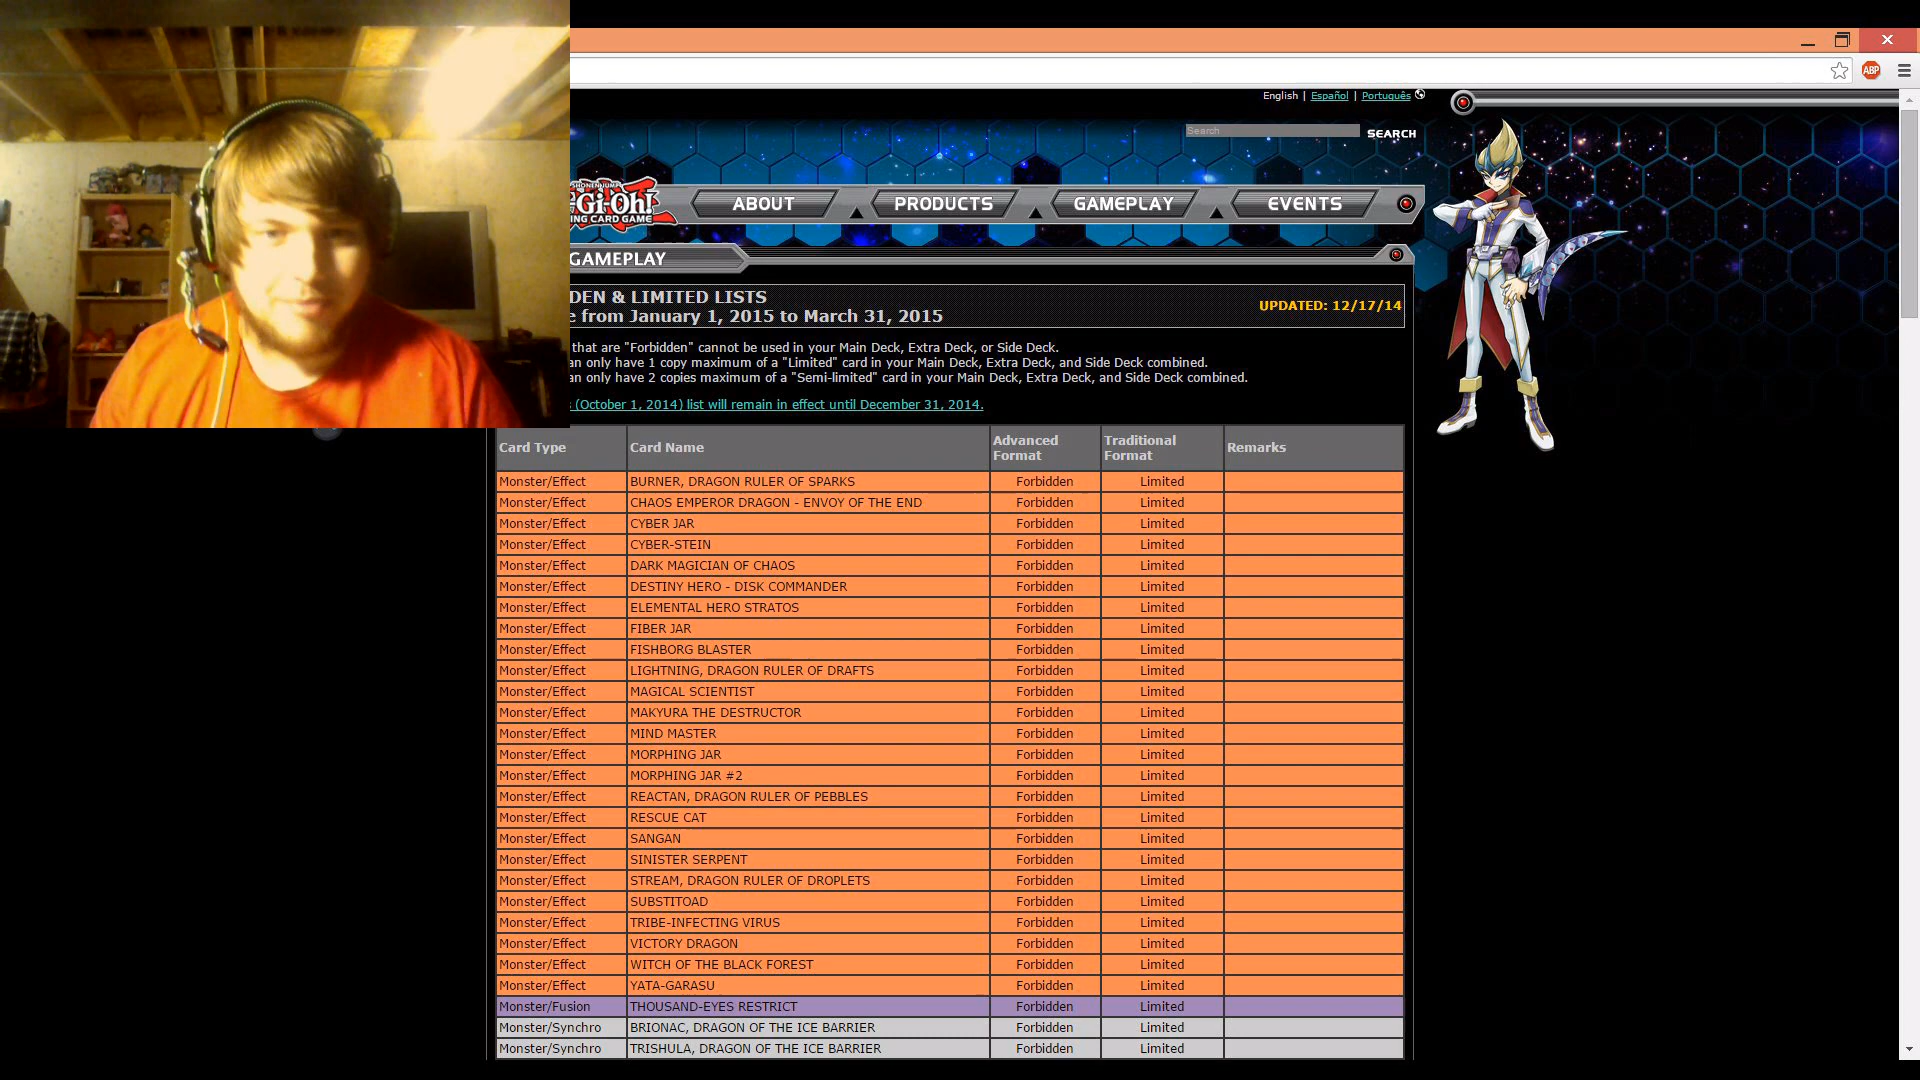 ABP
English | Español | Português
Search SEARCH
SHONEN JUMP
Gi-Oh!
ING CARD GAME
ABOUT PRODUCTS GAMEPLAY EVENTS
GAMEPLAY
DEN & LIMITED LISTS
e from January 1, 2015 to March 31, 2015
UPDATED: 12/17/14
that are "Forbidden" cannot be used in your Main Deck, Extra Deck, or Side Deck.
an only have 1 copy maximum of a "Limited" card in your Main Deck, Extra Deck, and Side Deck combined.
an only have 2 copies maximum of a "Semi-limited" card in your Main Deck, Extra Deck, and Side Deck combined.
(October 1, 2014) list will remain in effect until December 31, 2014.
Card Type Card Name Advanced Format Traditional Format Remarks
Monster/Effect BURNER, DRAGON RULER OF SPARKS Forbidden Limited
Monster/Effect CHAOS EMPEROR DRAGON - ENVOY OF THE END Forbidden Limited
Monster/Effect CYBER JAR Forbidden Limited
Monster/Effect CYBER-STEIN Forbidden Limited
Monster/Effect DARK MAGICIAN OF CHAOS Forbidden Limited
Monster/Effect DESTINY HERO - DISK COMMANDER Forbidden Limited
Monster/Effect ELEMENTAL HERO STRATOS Forbidden Limited
Monster/Effect FIBER JAR Forbidden Limited
Monster/Effect FISHBORG BLASTER Forbidden Limited
Monster/Effect LIGHTNING, DRAGON RULER OF DRAFTS Forbidden Limited
Monster/Effect MAGICAL SCIENTIST Forbidden Limited
Monster/Effect MAKYURA THE DESTRUCTOR Forbidden Limited
Monster/Effect MIND MASTER Forbidden Limited
Monster/Effect MORPHING JAR Forbidden Limited
Monster/Effect MORPHING JAR #2 Forbidden Limited
Monster/Effect REACTAN, DRAGON RULER OF PEBBLES Forbidden Limited
Monster/Effect RESCUE CAT Forbidden Limited
Monster/Effect SANGAN Forbidden Limited
Monster/Effect SINISTER SERPENT Forbidden Limited
Monster/Effect STREAM, DRAGON RULER OF DROPLETS Forbidden Limited
Monster/Effect SUBSTITOAD Forbidden Limited
Monster/Effect TRIBE-INFECTING VIRUS Forbidden Limited
Monster/Effect VICTORY DRAGON Forbidden Limited
Monster/Effect WITCH OF THE BLACK FOREST Forbidden Limited
Monster/Effect YATA-GARASU Forbidden Limited
Monster/Fusion THOUSAND-EYES RESTRICT Forbidden Limited
Monster/Synchro BRIONAC, DRAGON OF THE ICE BARRIER Forbidden Limited
Monster/Synchro TRISHULA, DRAGON OF THE ICE BARRIER Forbidden Limited